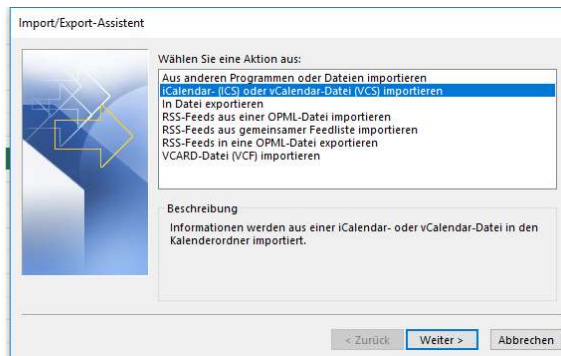 Import/Export-Assistent
Wählen Sie eine Aktion aus:
Aus anderen Programmen oder Dateien importieren
iCalendar- (ICS) oder vCalendar-Datei (VCS) importieren
In Datei exportieren
RSS-Feeds aus einer OPML-Datei importieren
RSS-Feeds aus gemeinsamer Feedliste importieren
RSS-Feeds in eine OPML-Datei exportieren
VCARD-Datei (VCF) importieren
Beschreibung
Informationen werden aus einer iCalendar- oder vCalendar-Datei in den
Kalenderordner importiert.
< Zurück Weiter > Abbrechen